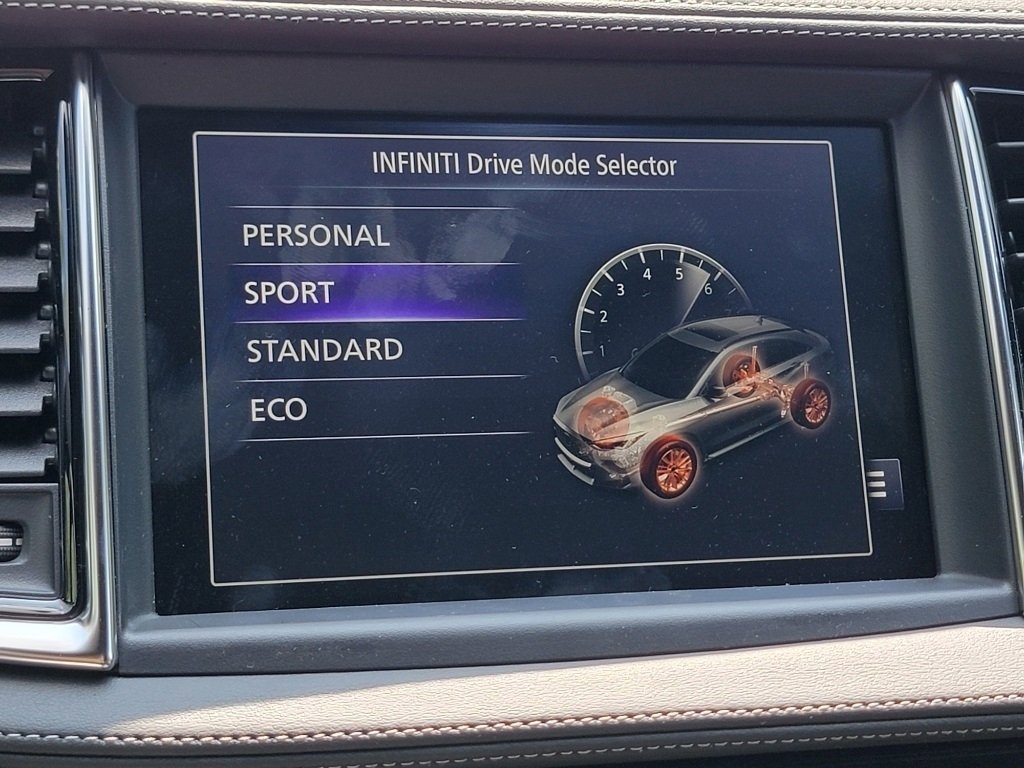 INFINITI Drive Mode Selector
PERSONAL
SPORT
STANDARD
ECO
1
2
3
4
5
6